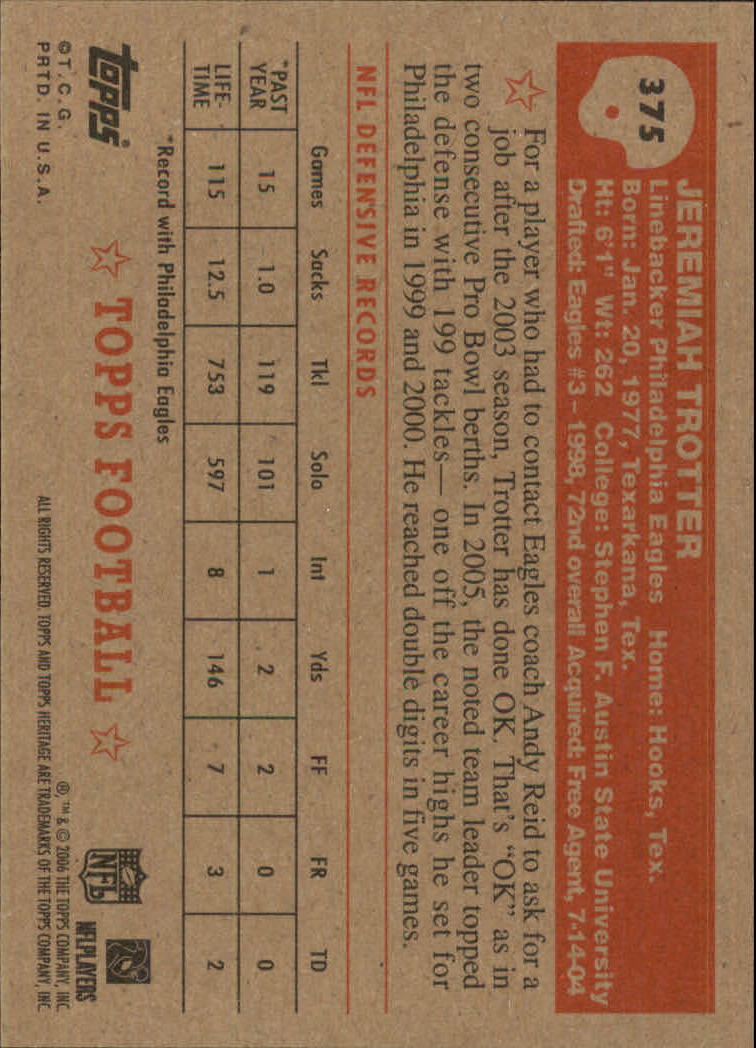 375
JEREMIAH TROTTER
Linebacker Philadelphia Eagles Home: Hooks, Tex.
Born: Jan. 20, 1977, Texarkana, Tex.
Ht: 6'1" Wt: 262 College: Stephen F. Austin State University
Drafted: Eagles #3 – 1998, 72nd overall Acquired: Free Agent, 7-14-04
For a player who had to contact Eagles coach Andy Reid to ask for a
job after the 2003 season, Trotter has done OK. That's “OK” as in
two consecutive Pro Bowl berths. In 2005, the noted team leader topped
the defense with 199 tackles— one off the career highs he set for
Philadelphia in 1999 and 2000. He reached double digits in five games.
NFL DEFENSIVE RECORDS
Games Sacks Tkl Solo Int Yds FF FR TD
*PAST YEAR 15 1.0 119 101 1 2 2 0 0
LIFE-TIME 115 12.5 753 597 8 146 7 3 2
*Record with Philadelphia Eagles
topps®
©T.C.G.
PRTD. IN U.S.A.
TOPPS FOOTBALL
NFL
NFLPLAYERS
®, ™ & © 2006 THE TOPPS COMPANY, INC.
ALL RIGHTS RESERVED. TOPPS AND TOPPS HERITAGE ARE TRADEMARKS OF THE TOPPS COMPANY, INC.